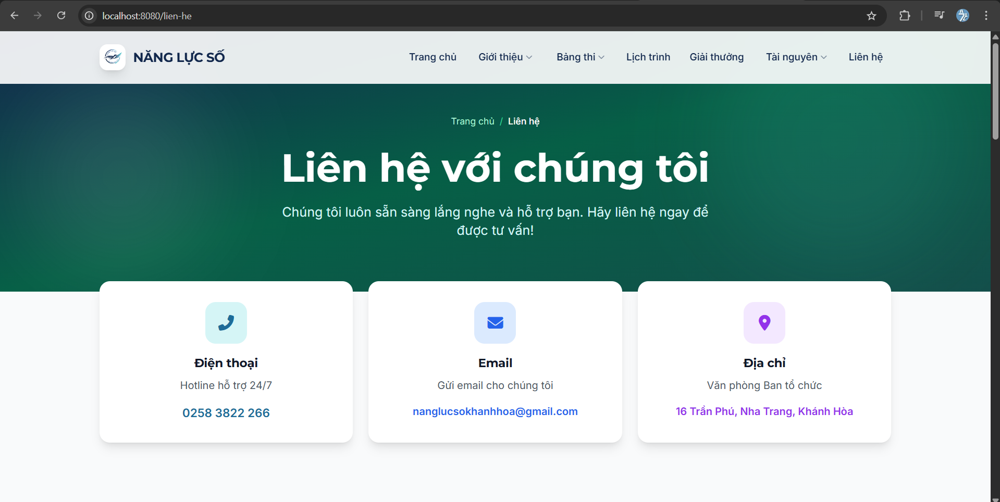 localhost:8080/lien-he
NĂNG LỰC SỐ
Trang chủ
Giới thiệu
Bảng thi
Lịch trình
Giải thưởng
Tài nguyên
Liên hệ
Trang chủ / Liên hệ
Liên hệ với chúng tôi
Chúng tôi luôn sẵn sàng lắng nghe và hỗ trợ bạn. Hãy liên hệ ngay để
được tư vấn!
Điện thoại
Hotline hỗ trợ 24/7
0258 3822 266
Email
Gửi email cho chúng tôi
nanglucsokhanhhoa@gmail.com
Địa chỉ
Văn phòng Ban tổ chức
16 Trần Phú, Nha Trang, Khánh Hòa